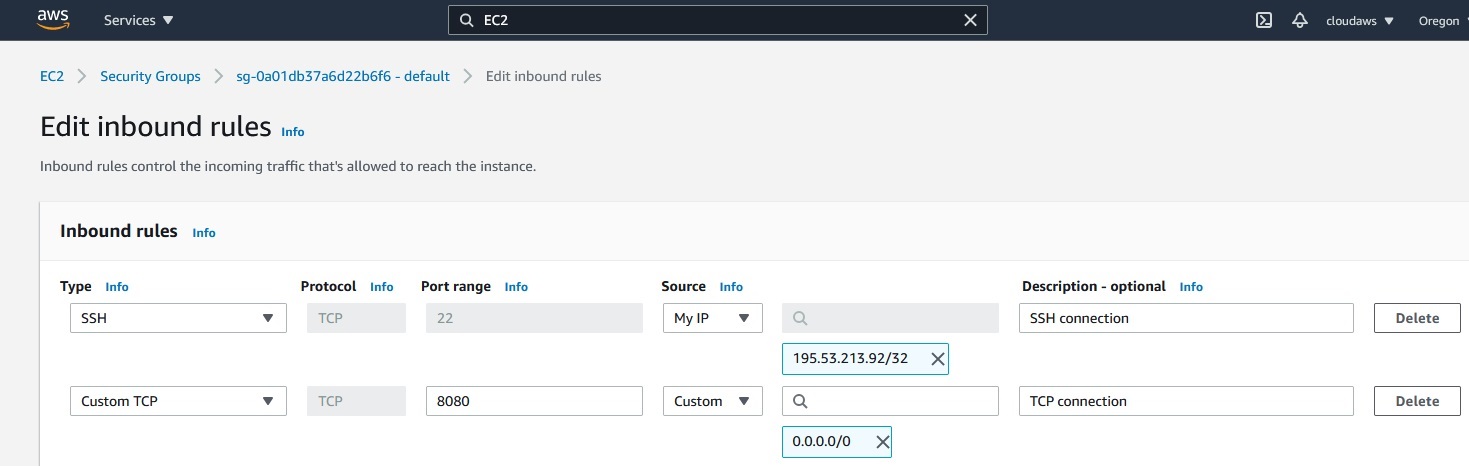 aws Services EC2 cloudaws Oregon
EC2 Security Groups sg-0a01db37a6d22b6f6 - default Edit inbound rules
Edit inbound rules Info
Inbound rules control the incoming traffic that's allowed to reach the instance.
Inbound rules Info
Type Info Protocol Info Port range Info Source Info Description - optional Info
SSH TCP 22 My IP SSH connection Delete
195.53.213.92/32
Custom TCP TCP 8080 Custom TCP connection Delete
0.0.0.0/0